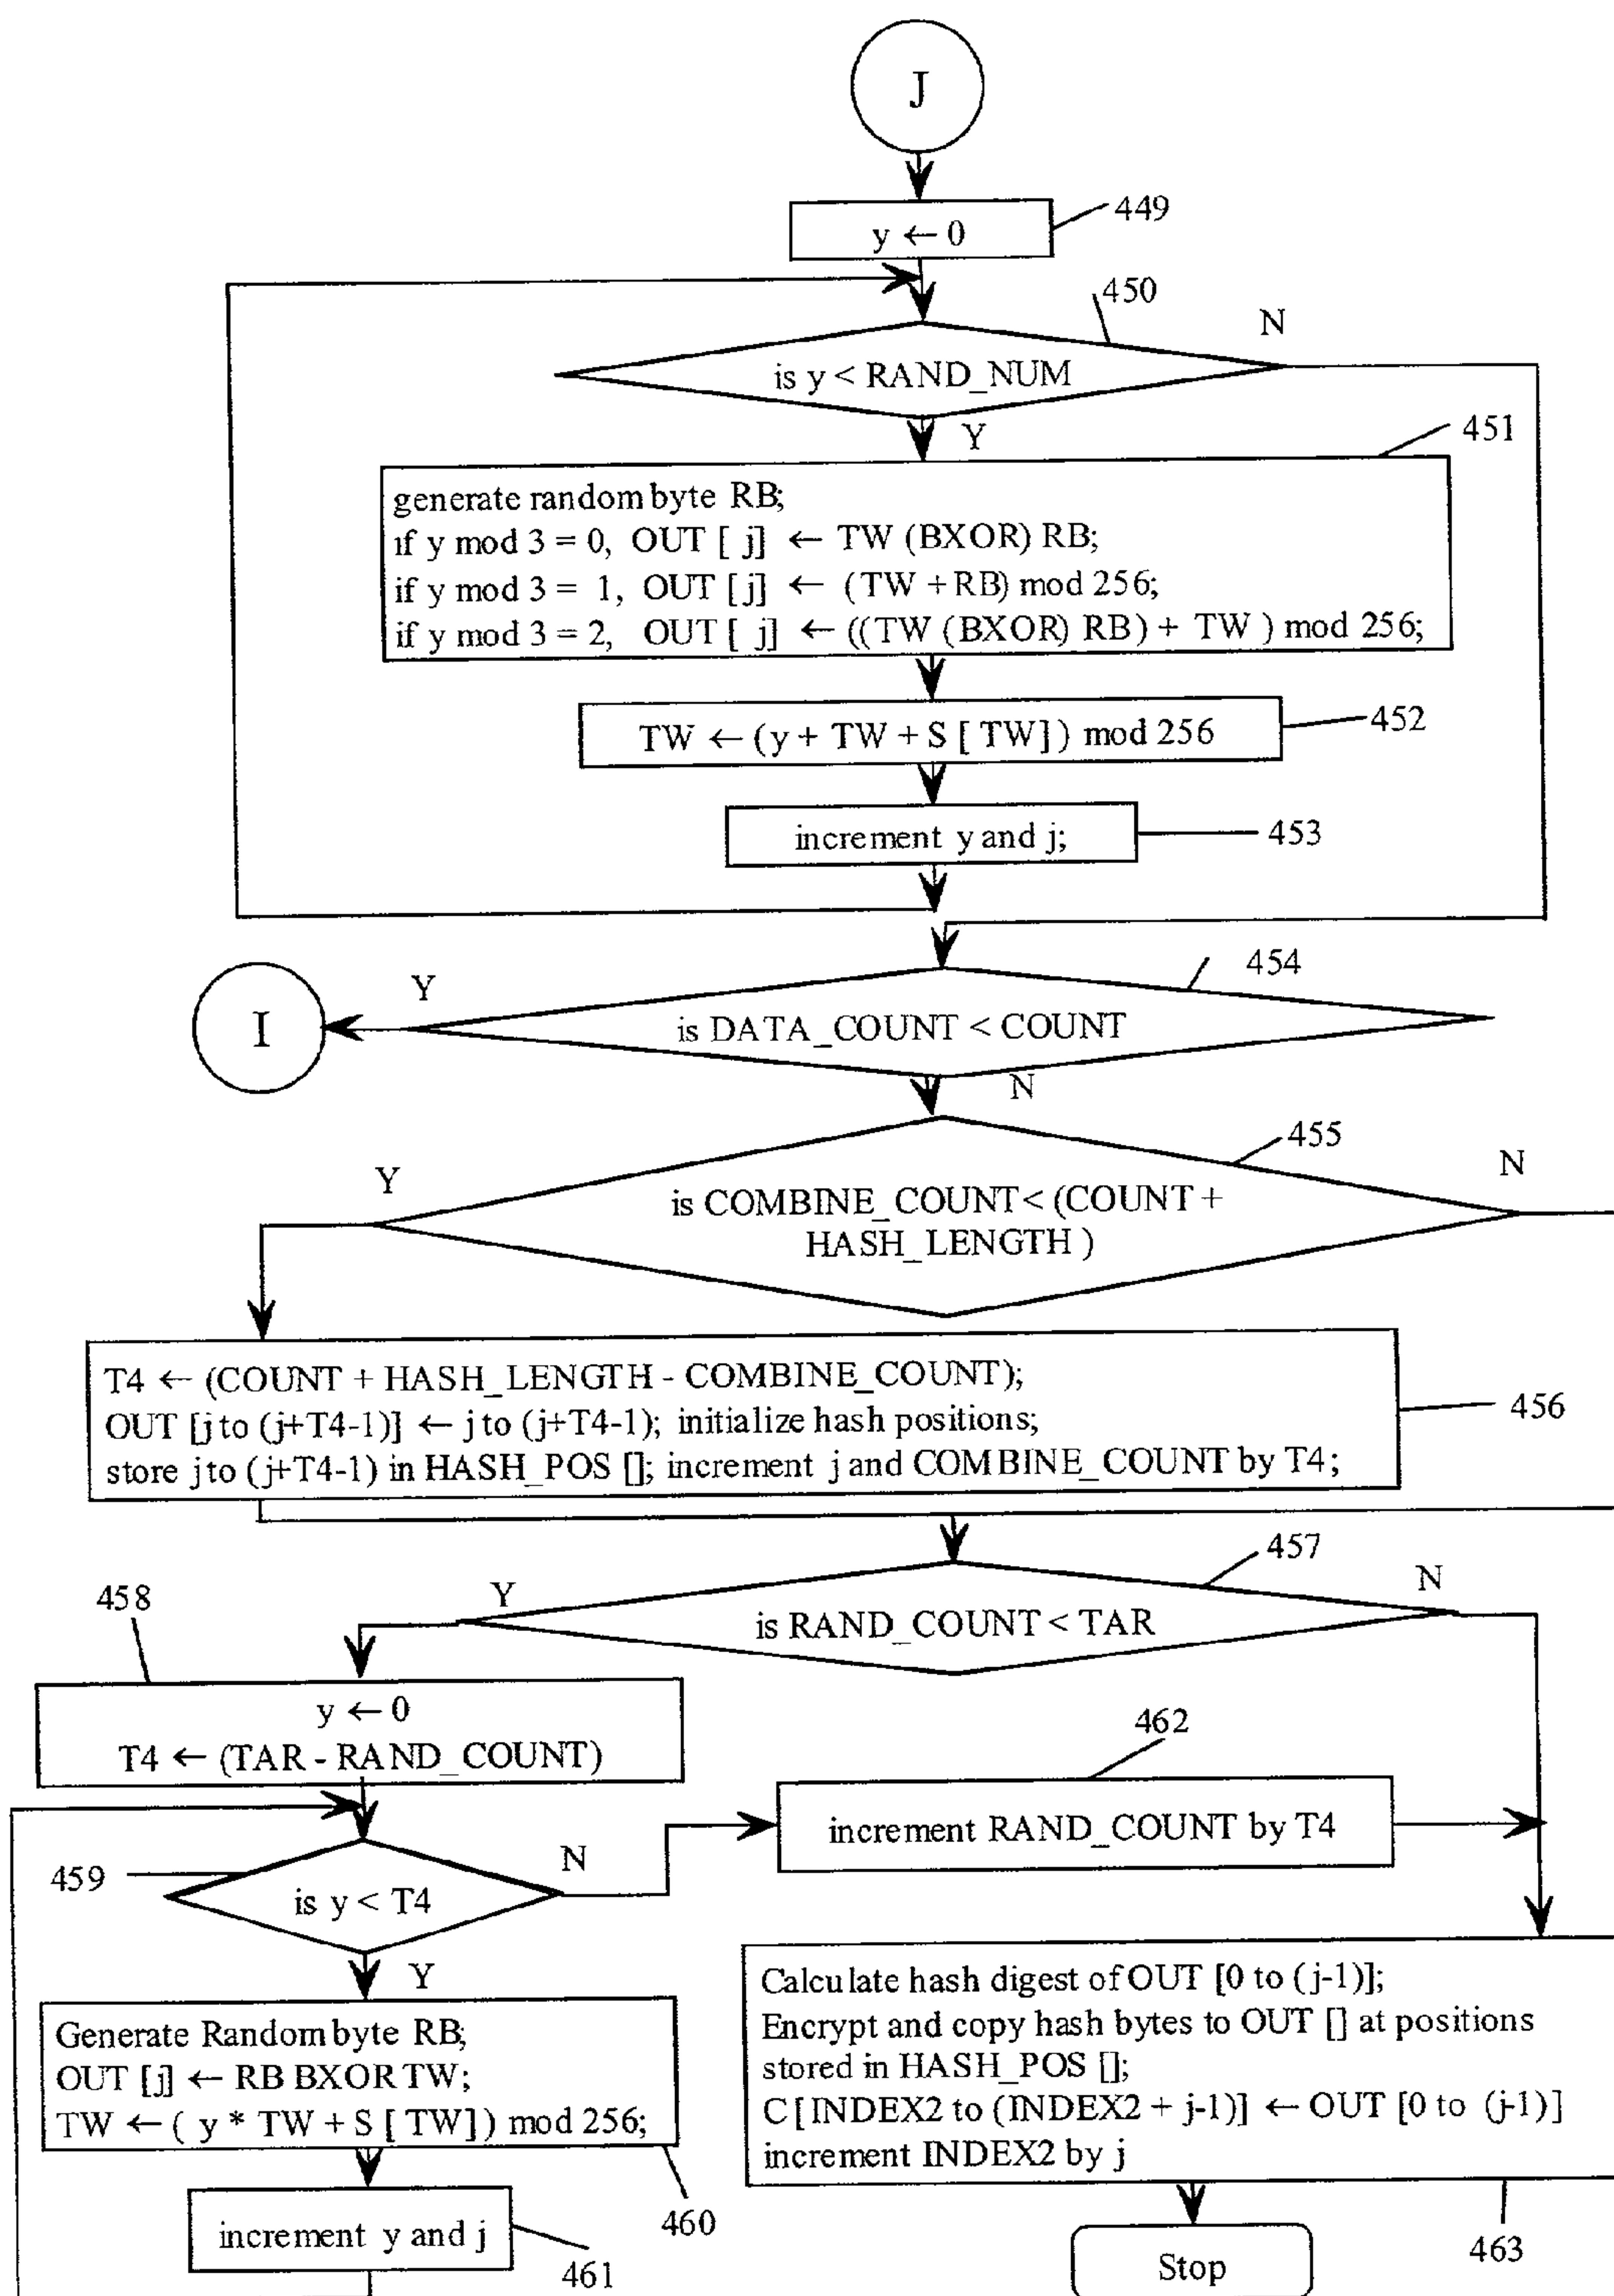 J
449
y ← 0
450
N
is y < RAND_NUM
Y
451
generate random byte RB;
if y mod 3 = 0, OUT [ j] ← TW (BXOR) RB;
if y mod 3 = 1, OUT [j] ← (TW + RB) mod 256;
if y mod 3 = 2, OUT [ j] ← ((TW (BXOR) RB) + TW ) mod 256;
452
TW ← (y + TW + S [ TW] ) mod 256
453
increment y and j;
454
Y
I
is DATA_COUNT < COUNT
N
455
Y
N
is COMBINE_COUNT < (COUNT +
HASH_LENGTH )
T4 ← (COUNT + HASH_LENGTH - COMBINE_COUNT);
OUT [j to (j+T4-1)] ← j to (j+T4-1); initialize hash positions;
store j to (j+T4-1) in HASH_POS []; increment j and COMBINE_COUNT by T4;
456
457
458
Y
N
is RAND_COUNT < TAR
y ← 0
T4 ← (TAR - RAND_COUNT)
462
increment RAND_COUNT by T4
459
N
is y < T4
Y
Generate Random byte RB;
OUT [j] ← RB BXOR TW;
TW ← ( y * TW + S [ TW] ) mod 256;
460
increment y and j
461
Calculate hash digest of OUT [0 to (j-1)];
Encrypt and copy hash bytes to OUT [] at positions
stored in HASH_POS [];
C [INDEX2 to (INDEX2 + j-1)] ← OUT [0 to (j-1)]
increment INDEX2 by j
463
Stop